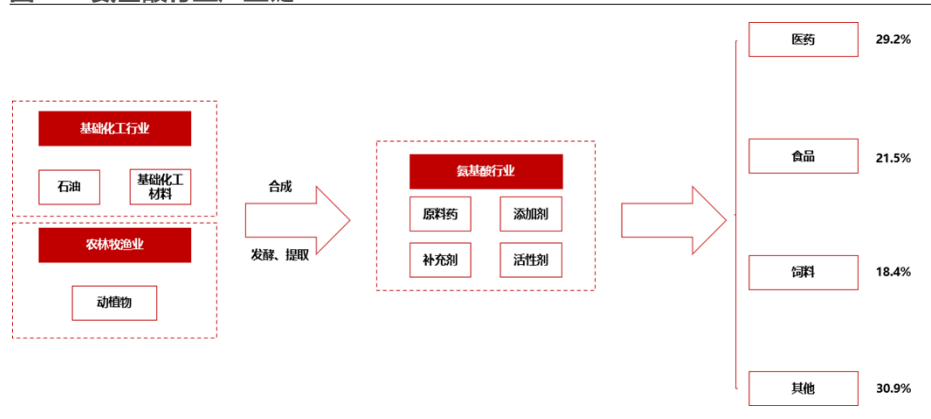 基础化工行业
石油
基础化工
材料
农林牧渔业
动植物
合成
发酵、提取
氨基酸行业
原料药
添加剂
补充剂
活性剂
医药 29.2%
食品 21.5%
饲料 18.4%
其他 30.9%